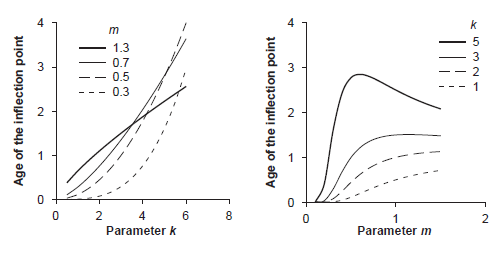 m
1.3
0.7
0.5
0.3
4
3
2
1
0
Age of the inflection point
0 2 4 6 8
Parameter k
k
5
3
2
1
4
3
2
1
0
Age of the inflection point
0 1 2
Parameter m